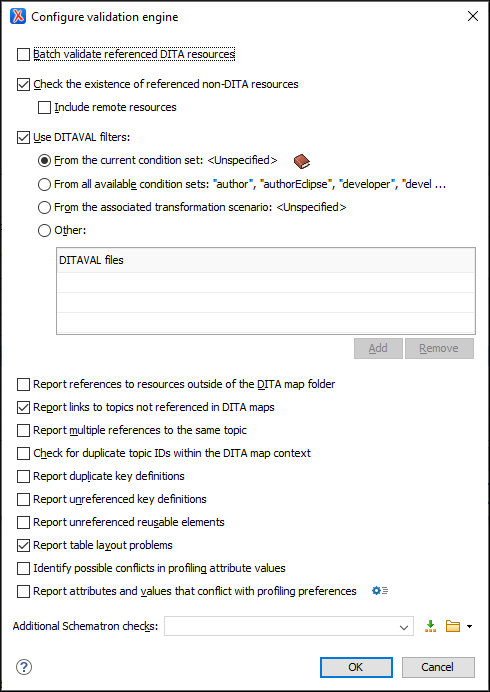 Configure validation engine
Batch validate referenced DITA resources
Check the existence of referenced non-DITA resources
Include remote resources
Use DITAVAL filters:
From the current condition set: <Unspecified>
From all available condition sets: "author", "authorEclipse", "developer", "devel ...
From the associated transformation scenario: <Unspecified>
Other:
DITAVAL files
Add Remove
Report references to resources outside of the DITA map folder
Report links to topics not referenced in DITA maps
Report multiple references to the same topic
Check for duplicate topic IDs within the DITA map context
Report duplicate key definitions
Report unreferenced key definitions
Report unreferenced reusable elements
Report table layout problems
Identify possible conflicts in profiling attribute values
Report attributes and values that conflict with profiling preferences
Additional Schematron checks:
? OK Cancel